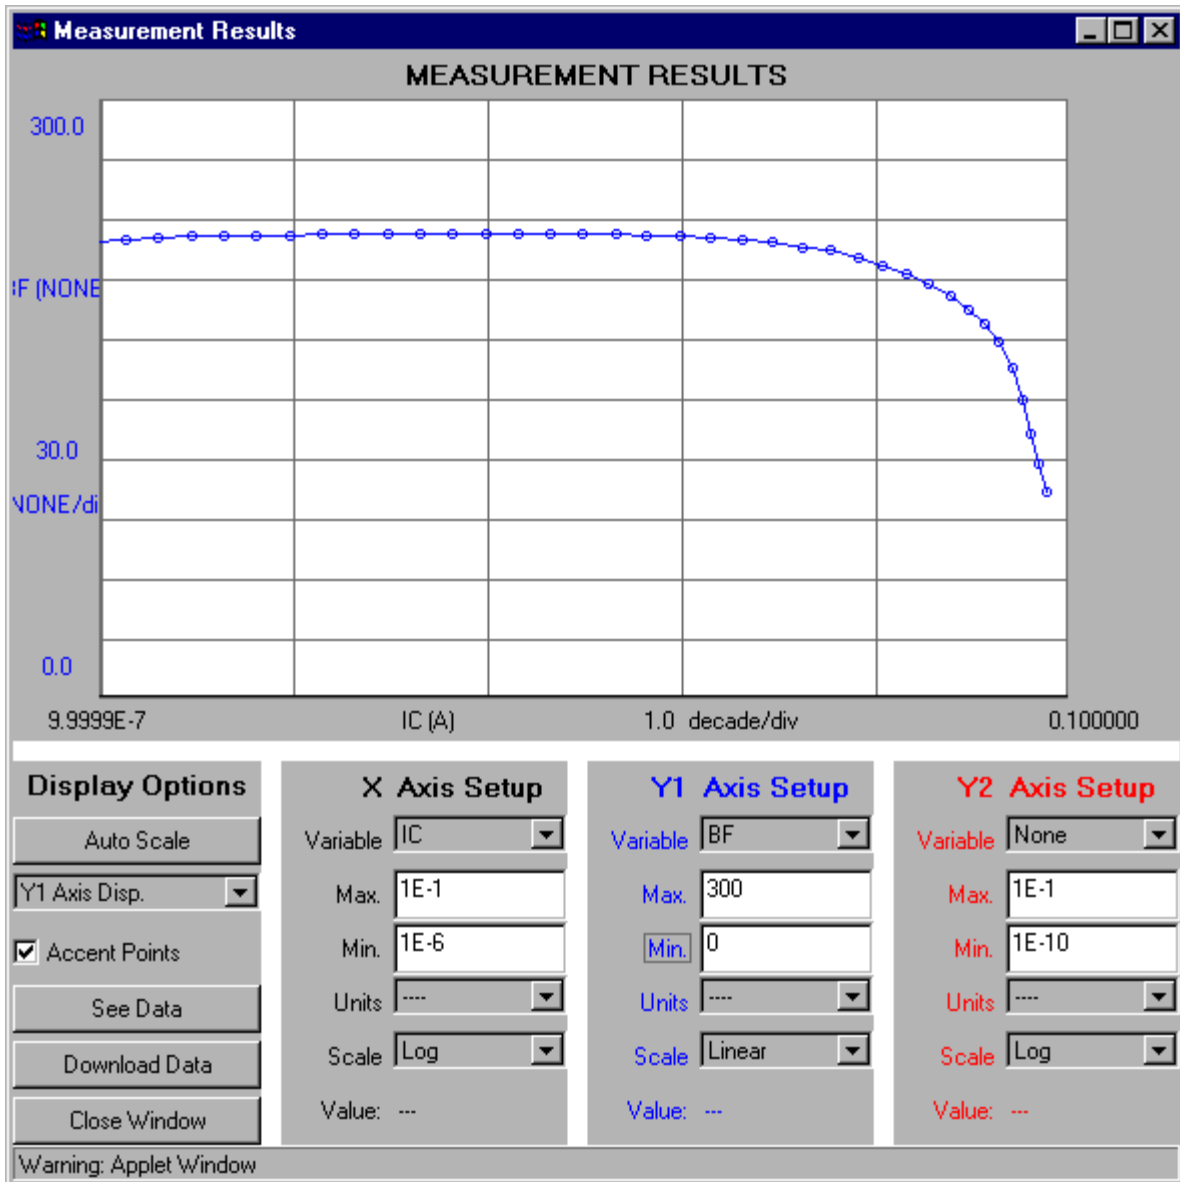 Measurement Results
MEASUREMENT RESULTS
300.0
F (NONE
30.0
NONE/di
0.0
9.9999E-7 IC (A) 1.0 decade/div 0.100000
Display Options
Auto Scale
Y1 Axis Disp.
Accent Points
See Data
Download Data
Close Window
X Axis Setup
Variable IC
Max. 1E-1
Min. 1E-6
Units ----
Scale Log
Value: ---
Y1 Axis Setup
Variable BF
Max. 300
Min. 0
Units ----
Scale Linear
Value: ---
Y2 Axis Setup
Variable None
Max. 1E-1
Min. 1E-10
Units ----
Scale Log
Value: ---
Warning: Applet Window